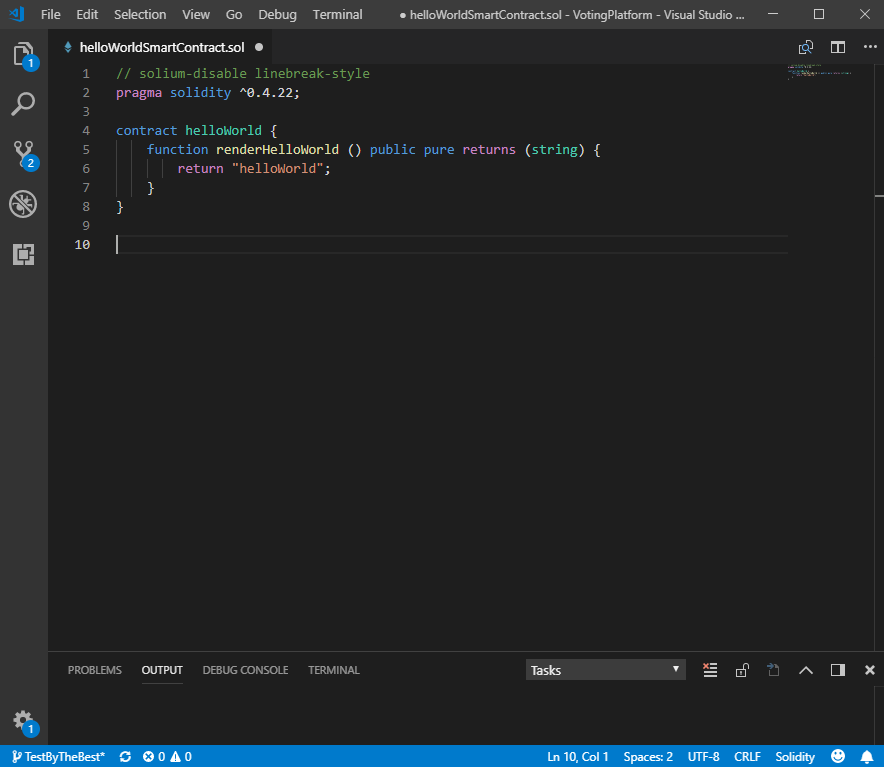 File Edit Selection View Go Debug Terminal ● helloWorldSmartContract.sol - VotingPlatform - Visual Studio ...
1
helloWorldSmartContract.sol ●
1 // solium-disable linebreak-style
2 pragma solidity ^0.4.22;
3
4 contract helloWorld {
5 function renderHelloWorld () public pure returns (string) {
6 return "helloWorld";
7 }
8 }
9
10
2
PROBLEMS OUTPUT DEBUG CONSOLE TERMINAL Tasks
1
TestByTheBest* 0 0 Ln 10, Col 1 Spaces: 2 UTF-8 CRLF Solidity